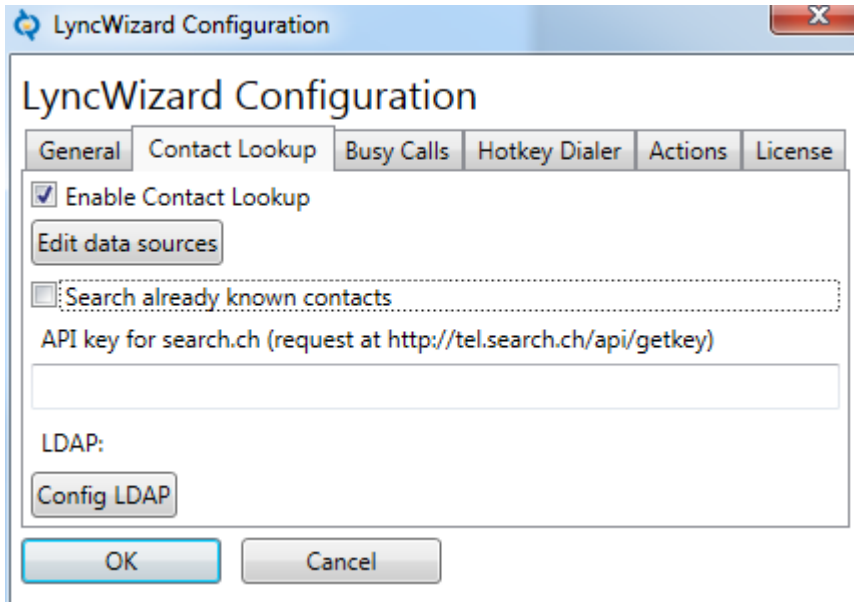 LyncWizard Configuration
LyncWizard Configuration
General Contact Lookup Busy Calls Hotkey Dialer Actions License
Enable Contact Lookup
Edit data sources
Search already known contacts
API key for search.ch (request at http://tel.search.ch/api/getkey)
LDAP:
Config LDAP
OK Cancel